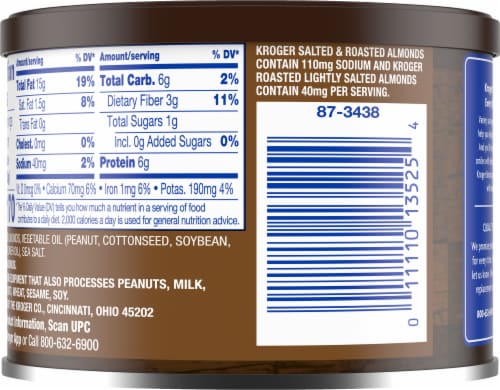 Amount/serving % DV*
Total Fat 15g 19%
Sat. Fat 1.5g 8%
Trans Fat 0g
Cholest. 0mg 0%
Sodium 40mg 2%
Amount/serving % DV*
Total Carb. 6g 2%
Dietary Fiber 3g 11%
Total Sugars 1g
Incl. 0g Added Sugars 0%
Protein 6g
Vit. D 0mcg 0% • Calcium 70mg 6% • Iron 1mg 6% • Potas. 190mg 4%
*The % Daily Value (DV) tells you how much a nutrient in a serving of food
contributes to a daily diet. 2,000 calories a day is used for general nutrition advice.
VEGETABLE OIL (PEANUT, COTTONSEED, SOYBEAN,
SEA SALT.
THAT ALSO PROCESSES PEANUTS, MILK,
WHEAT, SESAME, SOY.
THE KROGER CO., CINCINNATI, OHIO 45202
Information, Scan UPC
App or Call 800-632-6900
KROGER SALTED & ROASTED ALMONDS
CONTAIN 110mg SODIUM AND KROGER
ROASTED LIGHTLY SALTED ALMONDS
CONTAIN 40mg PER SERVING.
87-3438
0 11110 13525 4